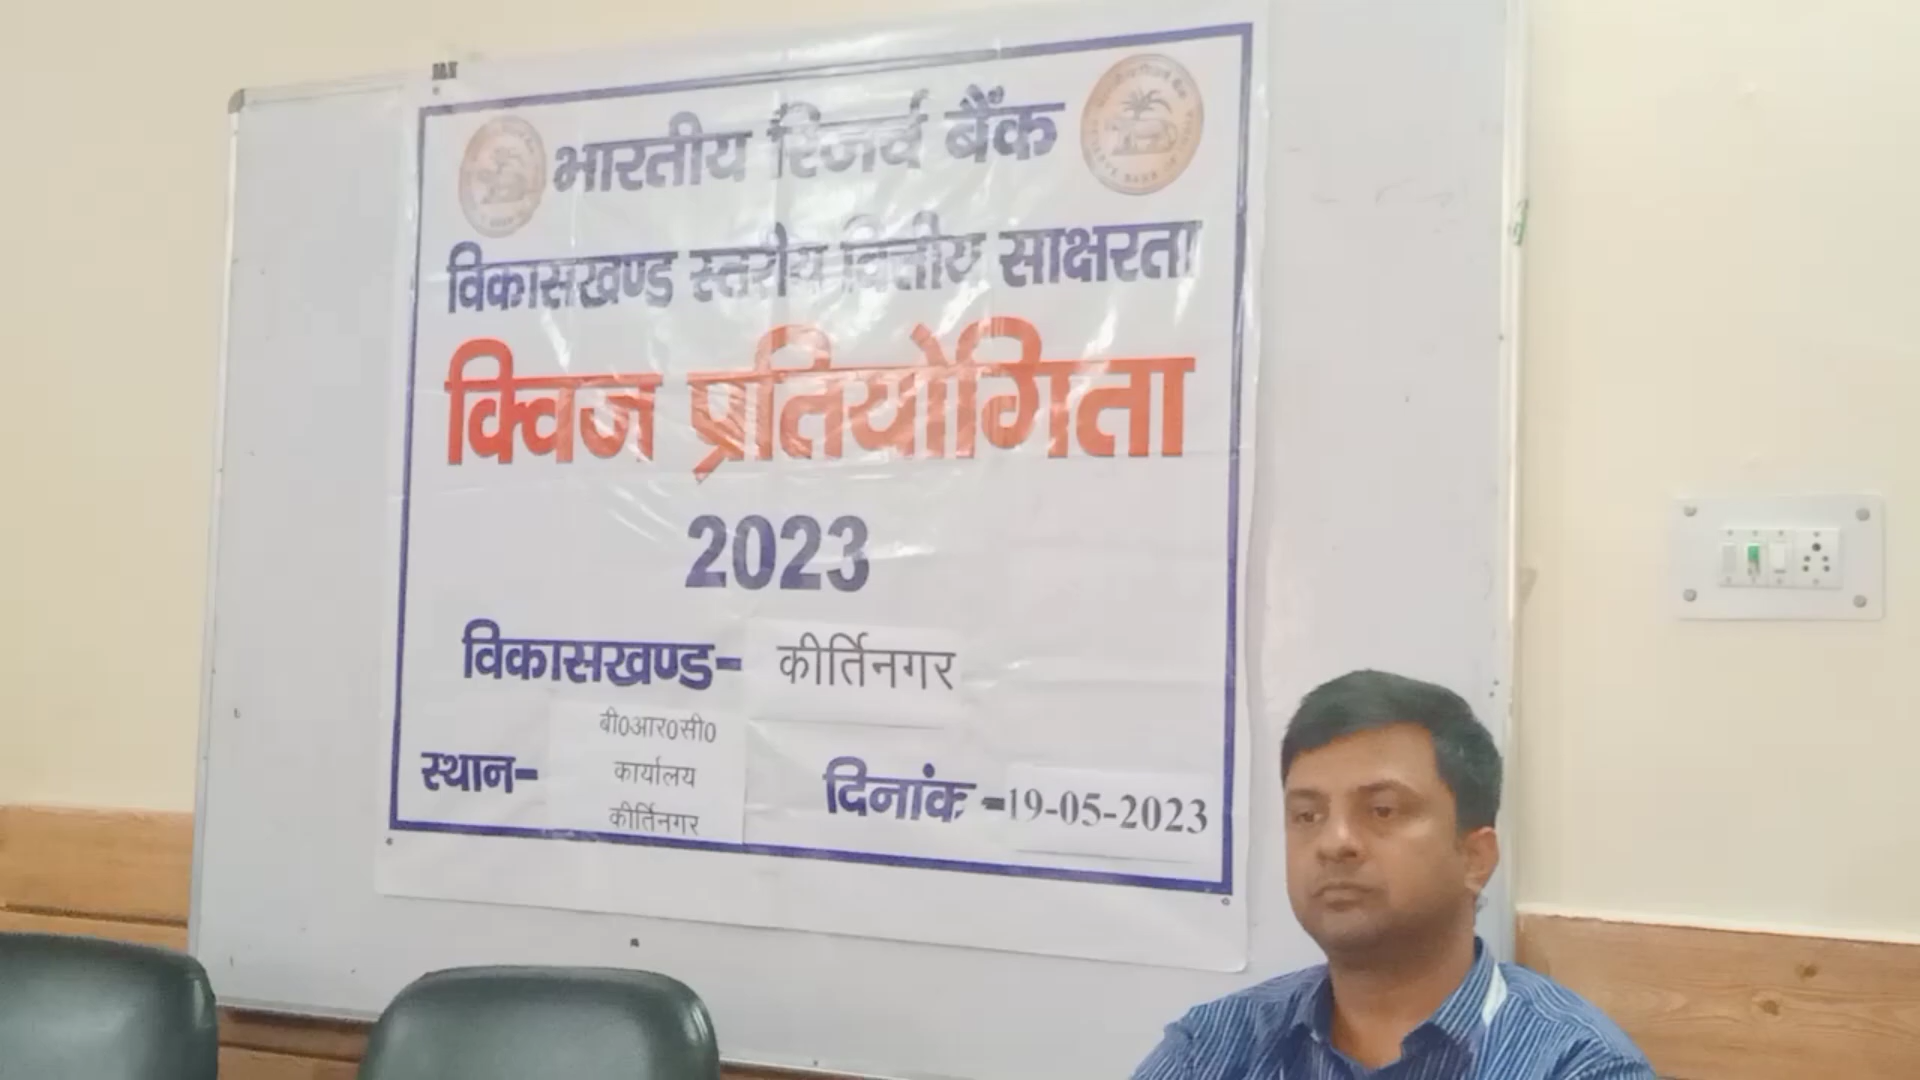 भारतीय रिजर्व बैंक
विकासखण्ड स्तरीय वित्तीय साक्षरता
क्विज प्रतियोगिता
2023
विकासखण्ड- कीर्तिनगर
स्थान- बी0आर0सी0
कार्यालय
कीर्तिनगर
दिनांक -19-05-2023